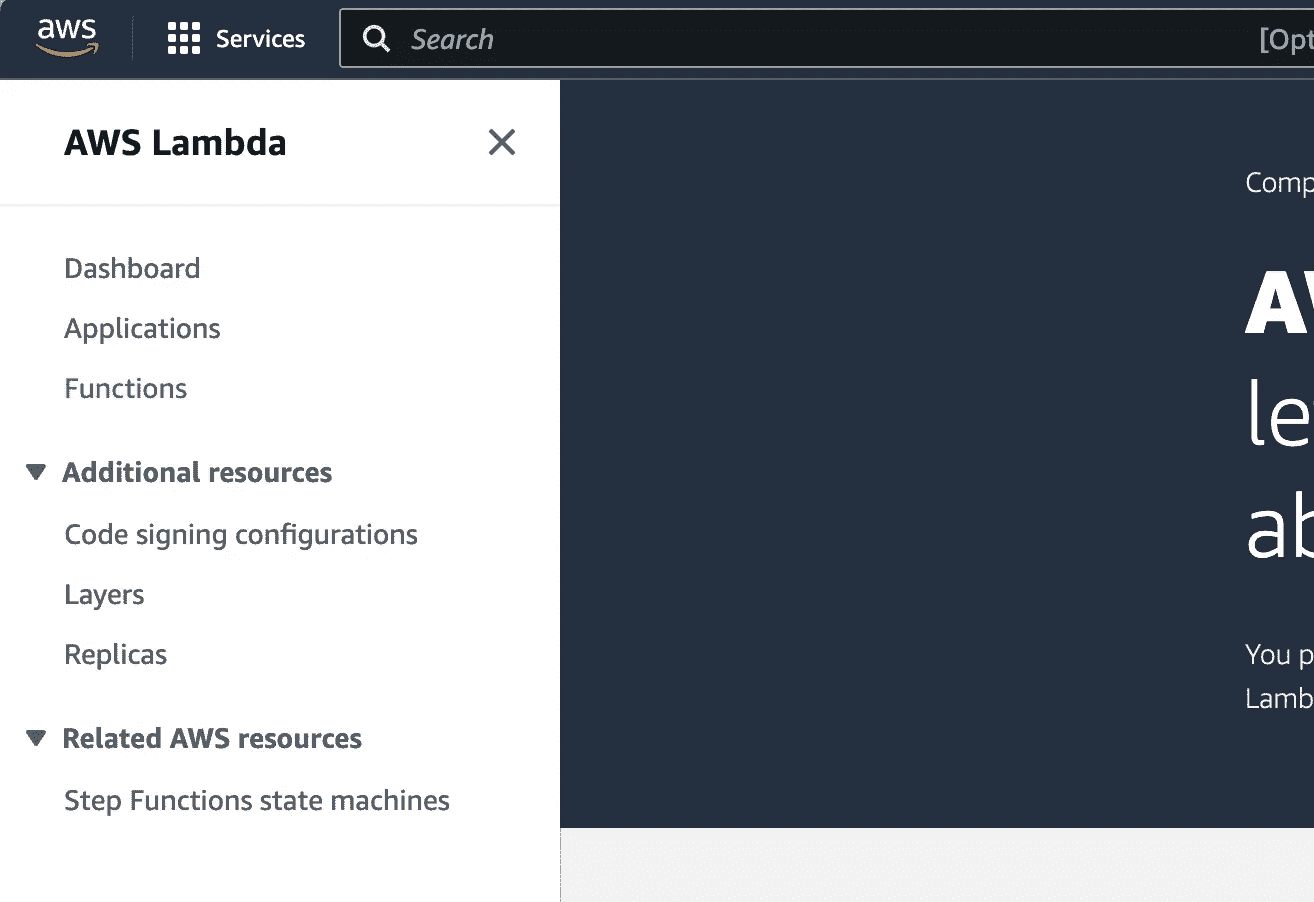 aws
Services
Search
[Opt
AWS Lambda
Dashboard
Applications
Functions
Additional resources
Code signing configurations
Layers
Replicas
Related AWS resources
Step Functions state machines
Comp
le
ab
You p
Lamb